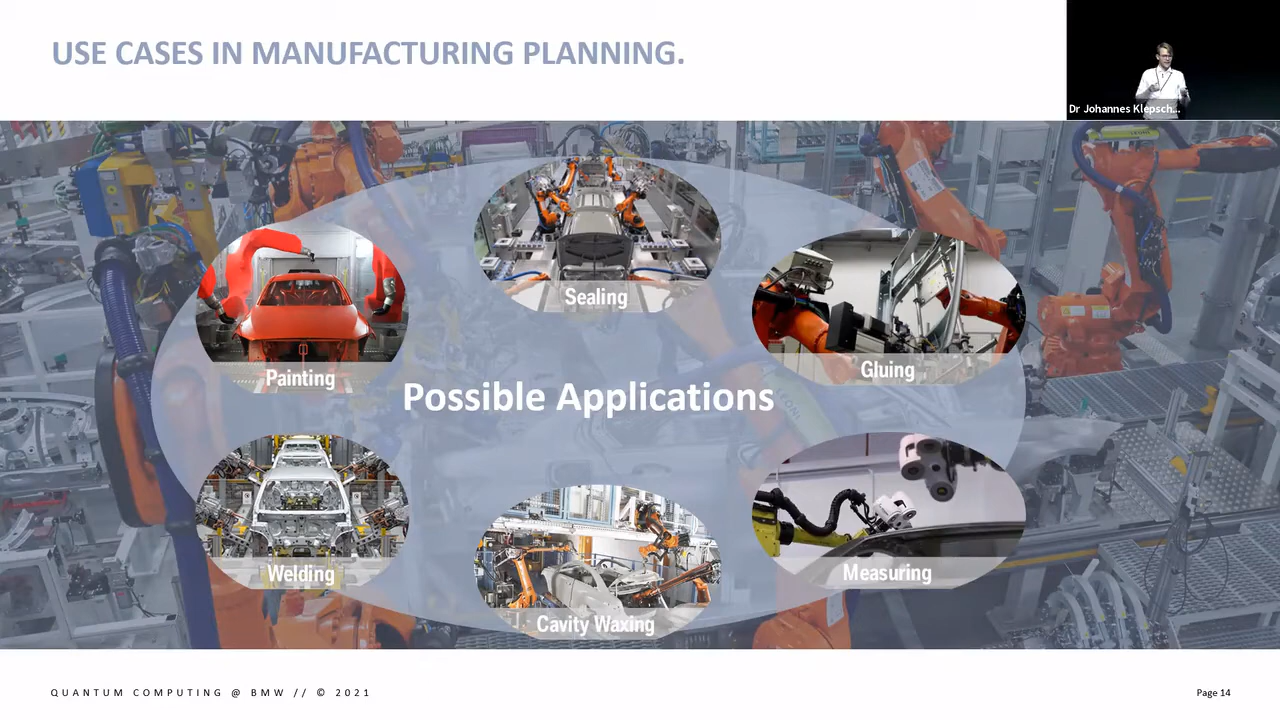 USE CASES IN MANUFACTURING PLANNING.
Dr Johannes Klepsch...
Sealing
Painting
Gluing
Possible Applications
Welding
Measuring
Cavity Waxing
QUANTUM COMPUTING @ BMW // © 2021
Page 14